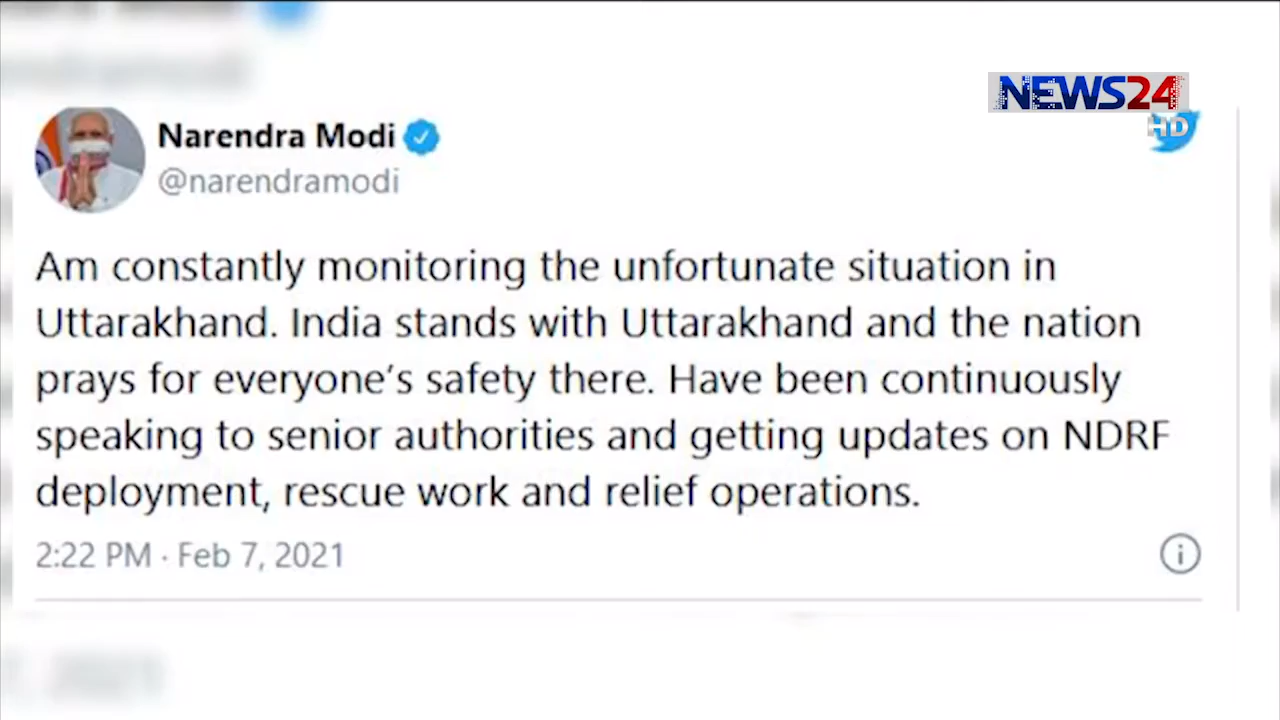 NEWS24
HD
Narendra Modi
@narendramodi
Am constantly monitoring the unfortunate situation in
Uttarakhand. India stands with Uttarakhand and the nation
prays for everyone's safety there. Have been continuously
speaking to senior authorities and getting updates on NDRF
deployment, rescue work and relief operations.
2:22 PM · Feb 7, 2021